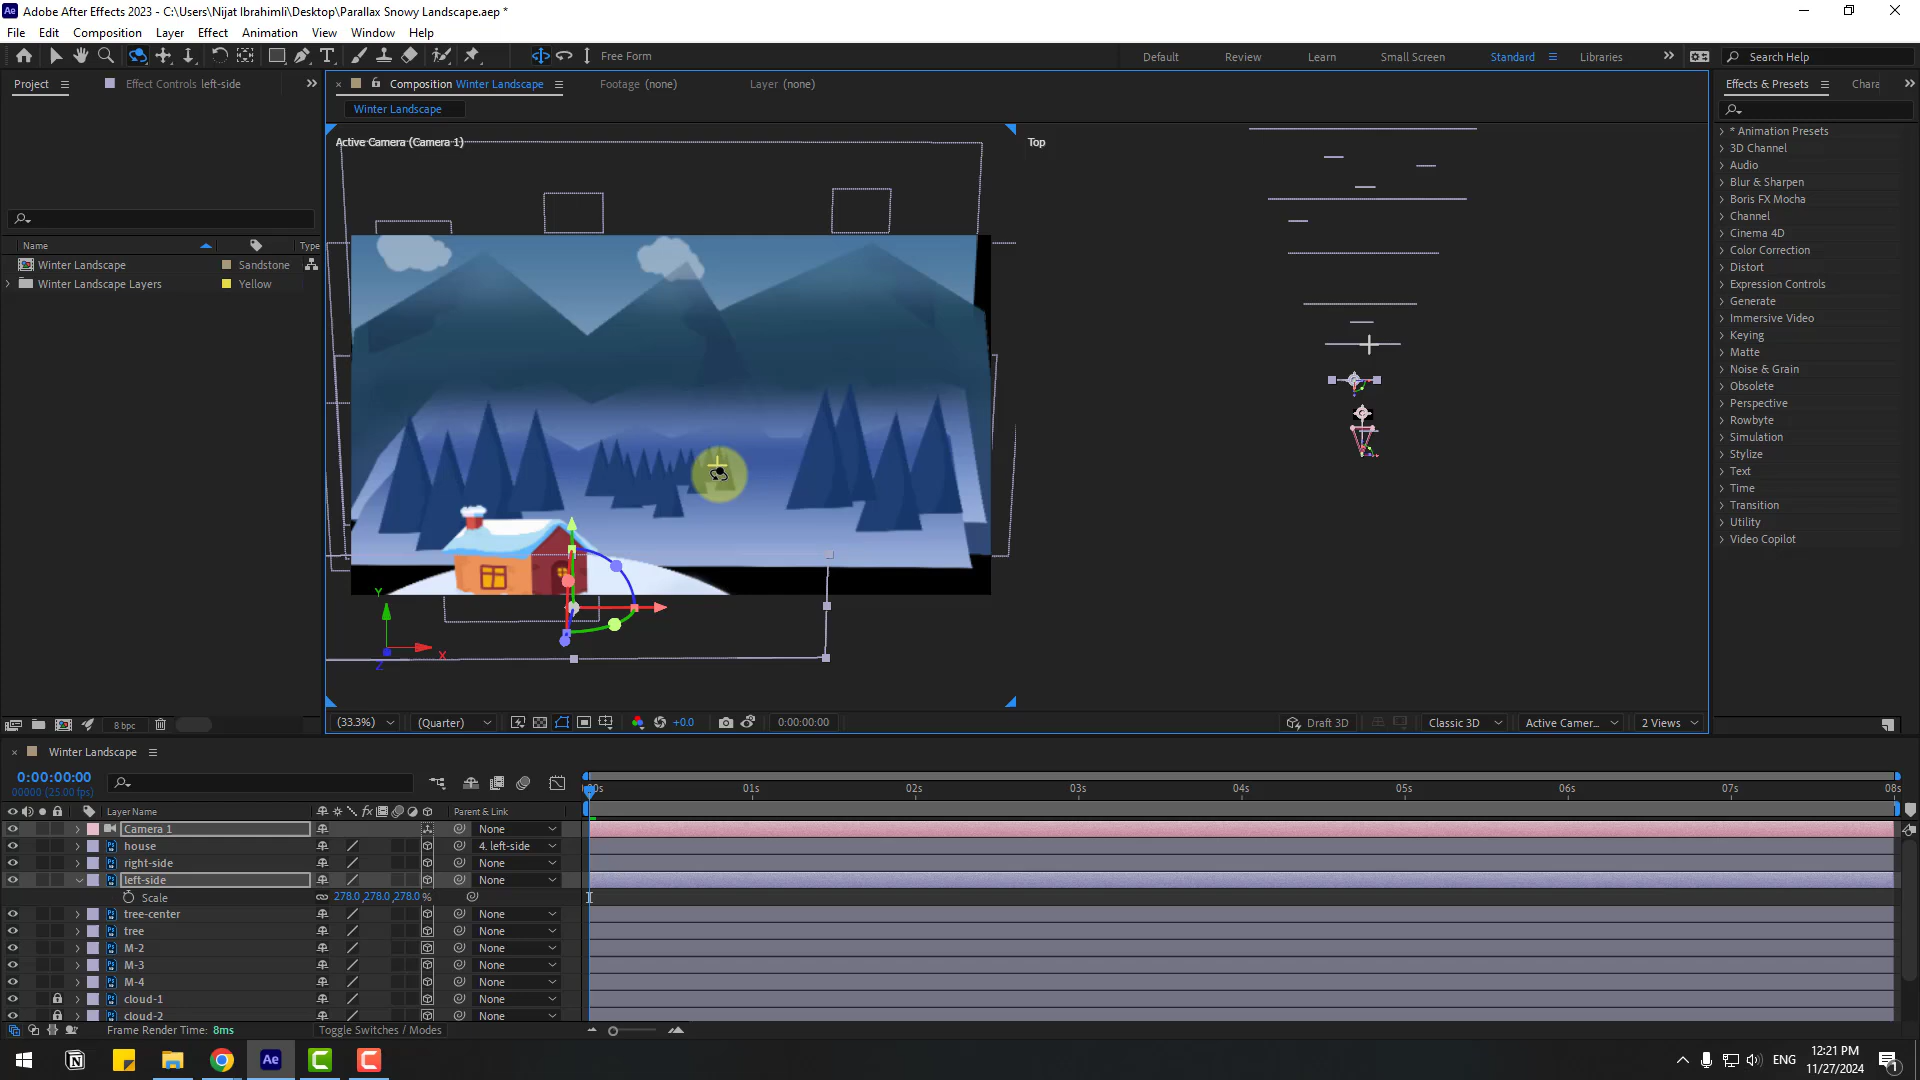 Adobe After Effects 2023 - C:\Users\Nijat Ibrahimli\Desktop\Parallax Snowy Landscape.aep *
File Edit Composition Layer Effect Animation View Window Help
Free Form
Default Review Learn Small Screen Standard Libraries Search Help
Project Effect Controls left-side
Composition Winter Landscape Footage (none) Layer (none)
Effects & Presets Chara
Winter Landscape
Active Camera (Camera 1) Top
Name Type
Winter Landscape Sandstone
Winter Landscape Layers Yellow
* Animation Presets
3D Channel
Audio
Blur & Sharpen
Boris FX Mocha
Channel
Cinema 4D
Color Correction
Distort
Expression Controls
Generate
Immersive Video
Keying
Matte
Noise & Grain
Obsolete
Perspective
Rowbyte
Simulation
Stylize
Text
Time
Transition
Utility
Video Copilot
Y
X
Z
8 bpc
(33.3%) (Quarter) +0.0 0:00:00:00 Draft 3D Classic 3D Active Camer... 2 Views
Winter Landscape
0:00:00:00
00000 (25.00 fps)
00s 01s 02s 03s 04s 05s 06s 07s 08s
Layer Name fx Parent & Link
Camera 1 None
house 4. left-side
right-side None
left-side None
Scale 278.0,278.0,278.0 %
tree-center None
tree None
M-2 None
M-3 None
M-4 None
cloud-1 None
cloud-2 None
Frame Render Time: 8ms Toggle Switches / Modes
ENG
12:21 PM
11/27/2024
1